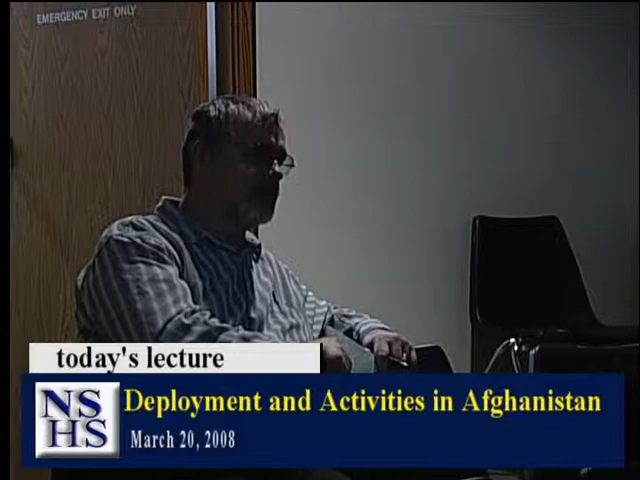 EMERGENCY EXIT ONLY
today's lecture
NS
HS
Deployment and Activities in Afghanistan
March 20, 2008